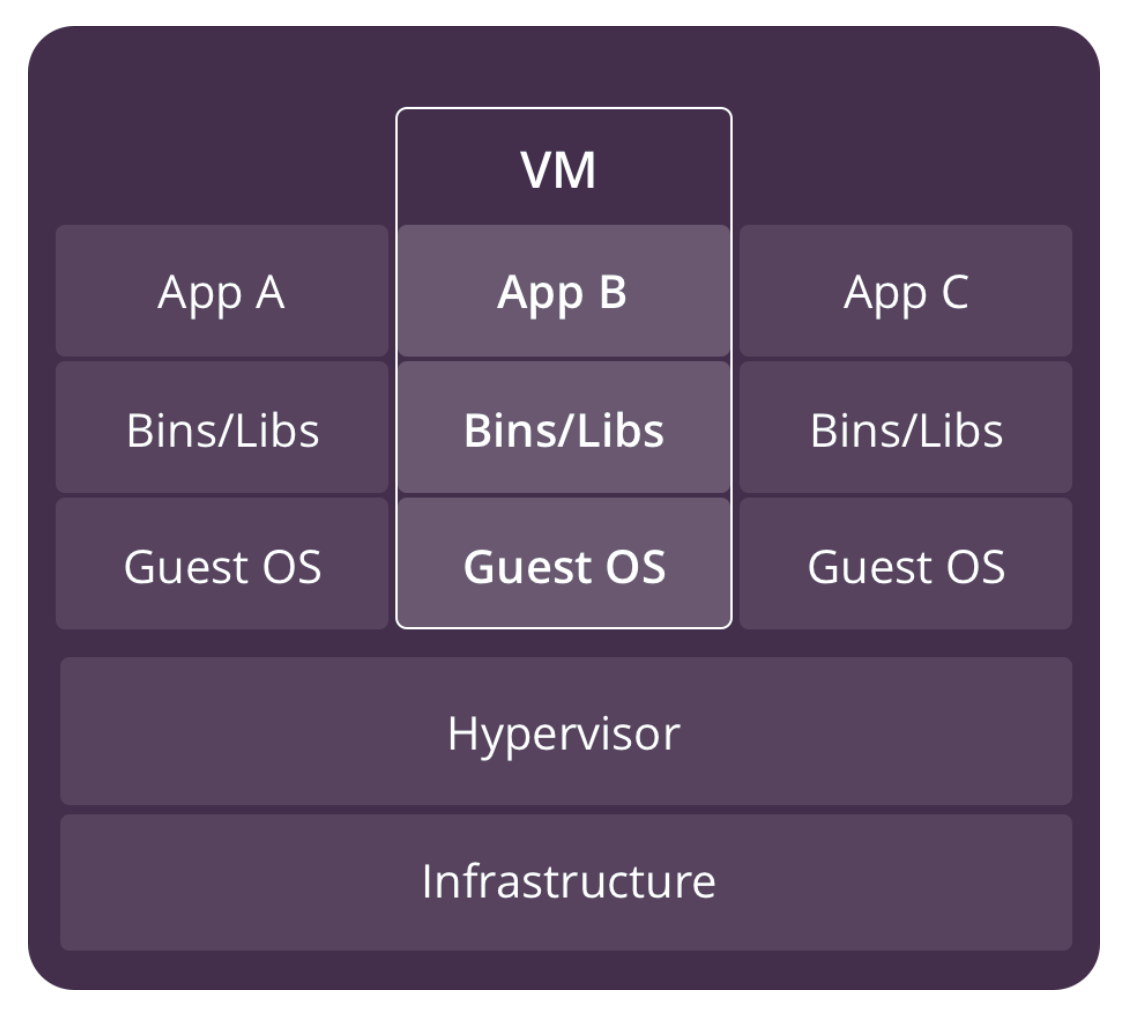 VM
App A
App B
App C
Bins/Libs
Bins/Libs
Bins/Libs
Guest OS
Guest OS
Guest OS
Hypervisor
Infrastructure